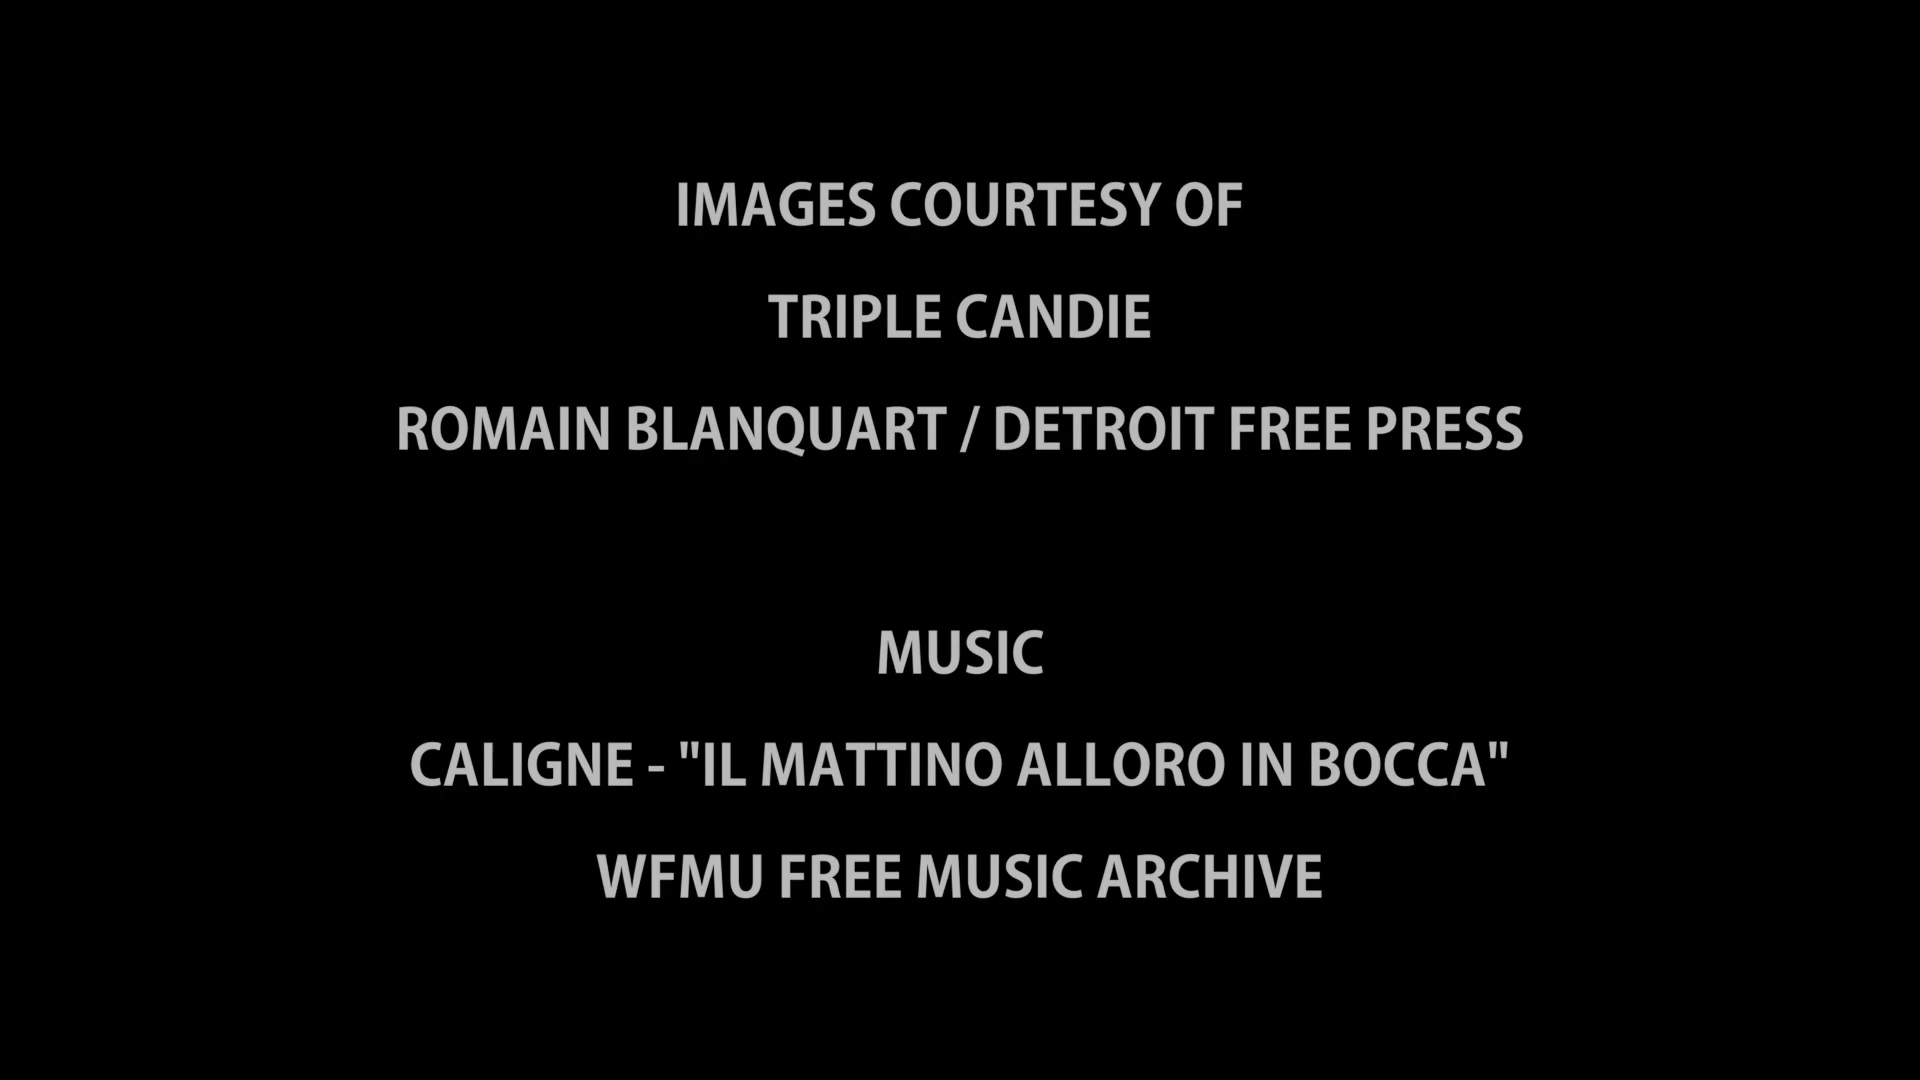 IMAGES COURTESY OF
TRIPLE CANDIE
ROMAIN BLANQUART / DETROIT FREE PRESS
MUSIC
CALIGNE - "IL MATTINO ALLORO IN BOCCA"
WFMU FREE MUSIC ARCHIVE